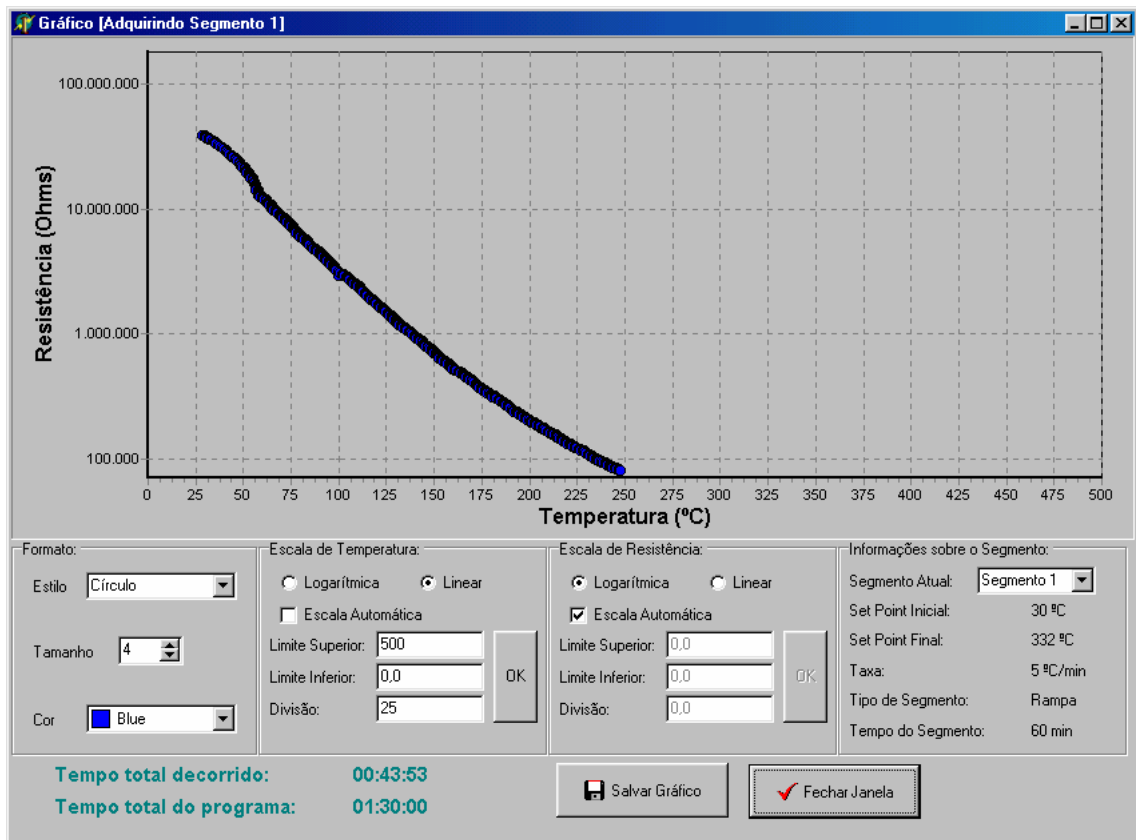 Gráfico [Adquirindo Segmento 1]
100.000.000
10.000.000
1.000.000
100.000
Resistência (Ohms)
0 25 50 75 100 125 150 175 200 225 250 275 300 325 350 375 400 425 450 475 500
Temperatura (ºC)
Formato:
Estilo Círculo
Tamanho 4
Cor Blue
Escala de Temperatura:
Logarítmica Linear
Escala Automática
Limite Superior: 500
Limite Inferior: 0,0
Divisão: 25
OK
Escala de Resistência:
Logarítmica Linear
Escala Automática
Limite Superior: 0,0
Limite Inferior: 0,0
Divisão: 0,0
OK
Informações sobre o Segmento:
Segmento Atual: Segmento 1
Set Point Inicial: 30 ºC
Set Point Final: 332 ºC
Taxa: 5 ºC/min
Tipo de Segmento: Rampa
Tempo do Segmento: 60 min
Tempo total decorrido: 00:43:53
Tempo total do programa: 01:30:00
Salvar Gráfico
Fechar Janela